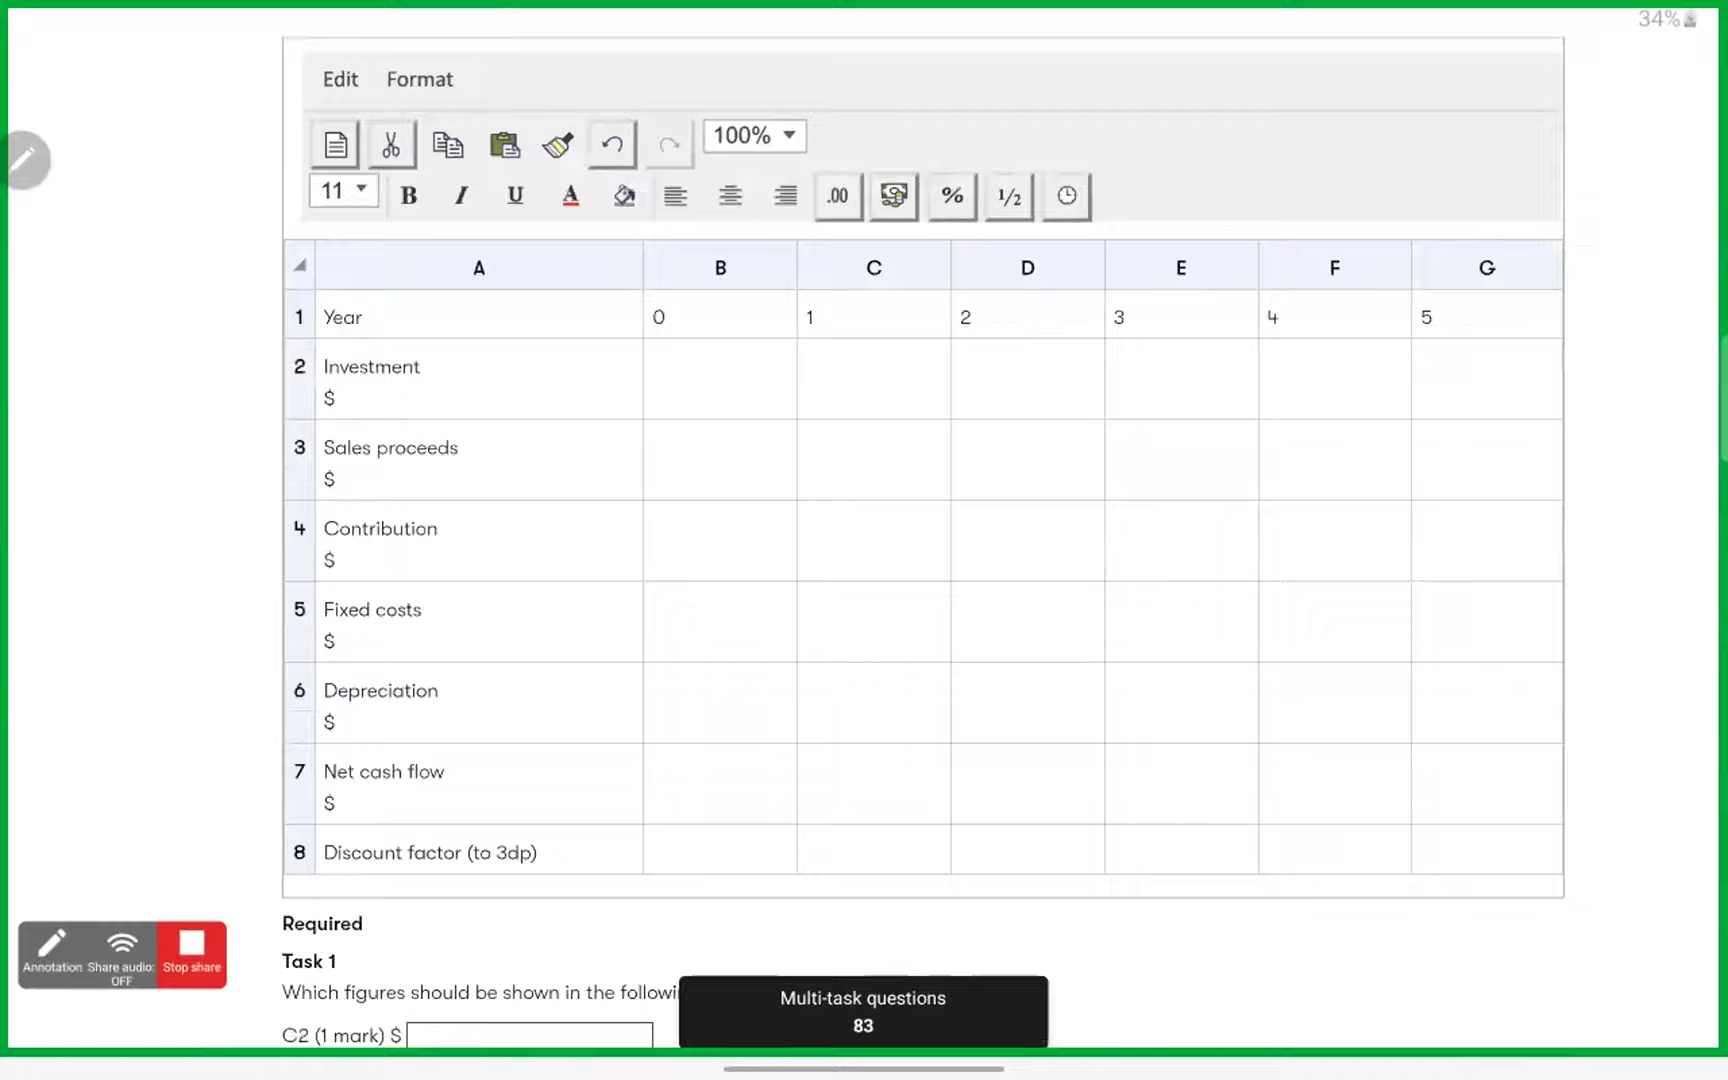 34%
Edit Format
100%
11 B I U A .00 % 1/2
A B C D E F G
1 Year 0 1 2 3 4 5
2 Investment
$
3 Sales proceeds
$
4 Contribution
$
5 Fixed costs
$
6 Depreciation
$
7 Net cash flow
$
8 Discount factor (to 3dp)
Required
Task 1
Which figures should be shown in the
C2 (1 mark) $
Annotation Share audio: OFF Stop share
Multi-task questions
83